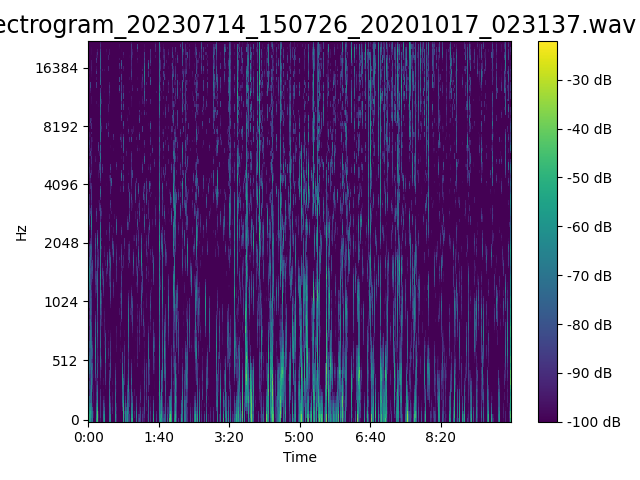 ectrogram_20230714_150726_20201017_023137.wav
16384
8192
4096
2048
1024
512
0
Hz
0:00 1:40 3:20 5:00 6:40 8:20
Time
-30 dB
-40 dB
-50 dB
-60 dB
-70 dB
-80 dB
-90 dB
-100 dB